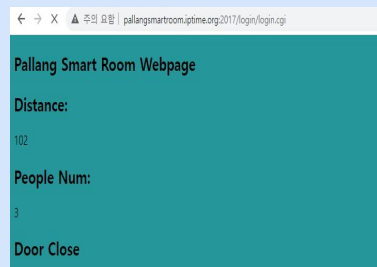 주의 요함 pallangsmartroom.iptime.org:2017/login/login.cgi
Pallang Smart Room Webpage
Distance:
102
People Num:
3
Door Close